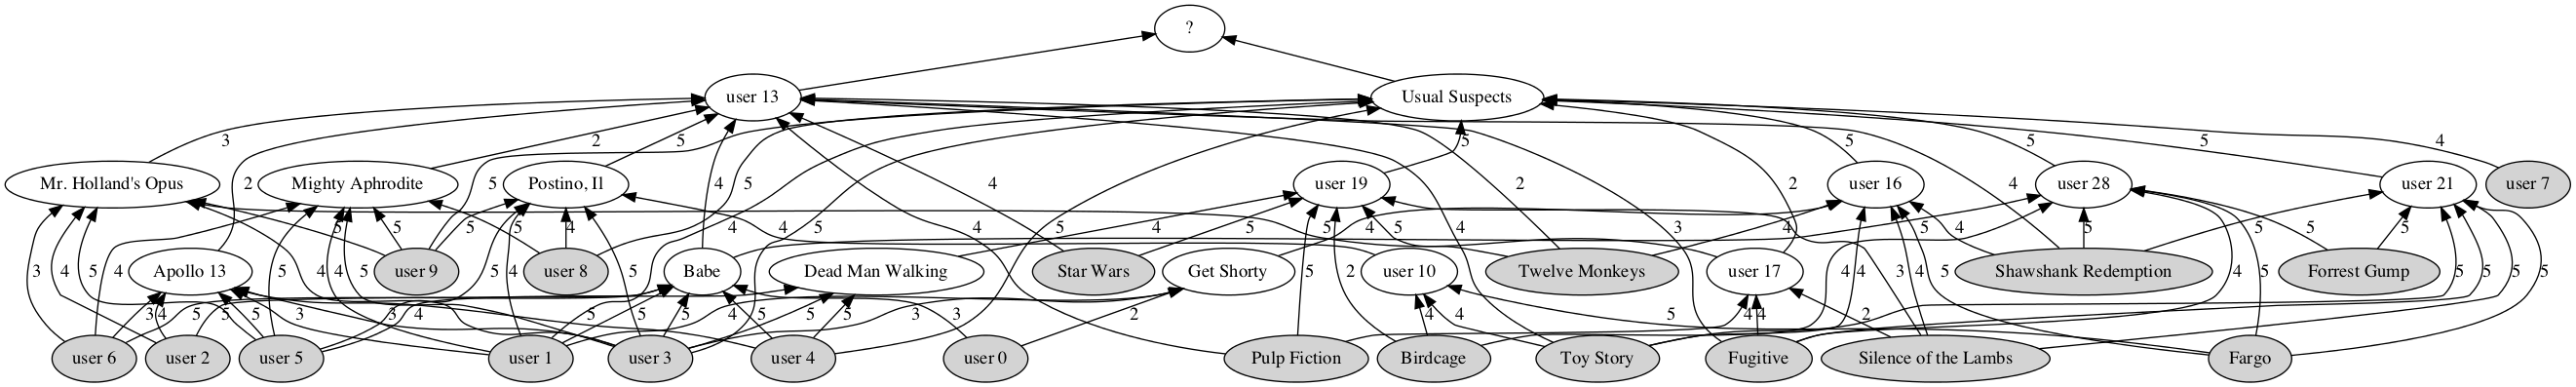 ?
user 13
Usual Suspects
3
2
2
5
4
4
5
5
4
5
5
4
3
2
4
2
5
5
5
4
Mr. Holland's Opus
Mighty Aphrodite
Postino, Il
user 19
user 16
user 28
user 21
user 7
3
4
5
4
4
5
5
4
5
5
5
4
5
4
4
5
5
5
4
4
4
5
5
5
5
Apollo 13
user 9
user 8
Babe
Dead Man Walking
Star Wars
Get Shorty
user 10
Twelve Monkeys
user 17
Shawshank Redemption
Forrest Gump
3
4
5
5
5
3
4
3
4
5
5
4
5
5
5
3
3
2
5
2
4
4
5
4
4
2
4
4
3
4
5
4
5
5
5
5
5
user 6
user 2
user 5
user 1
user 3
user 4
user 0
Pulp Fiction
Birdcage
Toy Story
Fugitive
Silence of the Lambs
Fargo